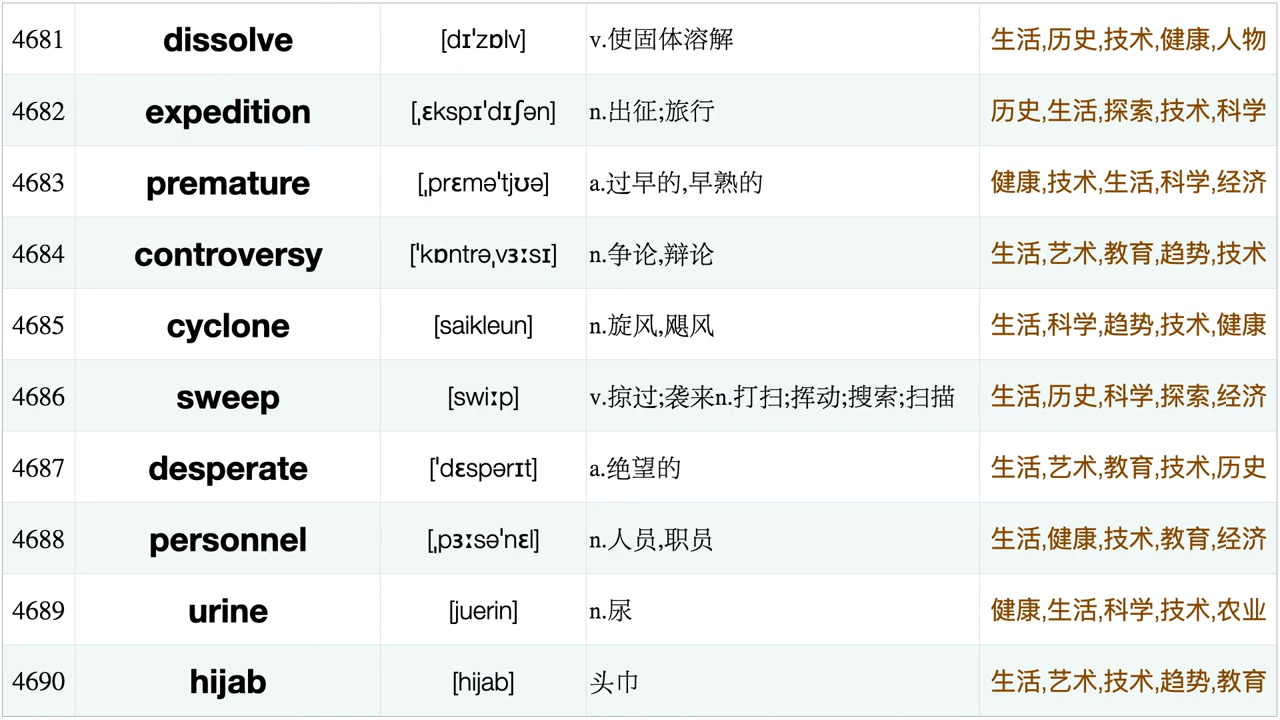 4681 dissolve [dɪˈzɒlv] v.使固体溶解 生活,历史,技术,健康,人物
4682 expedition [ˌɛkspɪˈdɪʃən] n.出征;旅行 历史,生活,探索,技术,科学
4683 premature [ˌprɛməˈtjʊə] a.过早的,早熟的 健康,技术,生活,科学,经济
4684 controversy [ˈkɒntrəˌvɜːsɪ] n.争论,辩论 生活,艺术,教育,趋势,技术
4685 cyclone [saikleun] n.旋风,飓风 生活,科学,趋势,技术,健康
4686 sweep [swiːp] v.掠过;袭来n.打扫;挥动;搜索;扫描 生活,历史,科学,探索,经济
4687 desperate [ˈdɛspərɪt] a.绝望的 生活,艺术,教育,技术,历史
4688 personnel [ˌpɜːsəˈnɛl] n.人员,职员 生活,健康,技术,教育,经济
4689 urine [juerin] n.尿 健康,生活,科学,技术,农业
4690 hijab [hijab] 头巾 生活,艺术,技术,趋势,教育